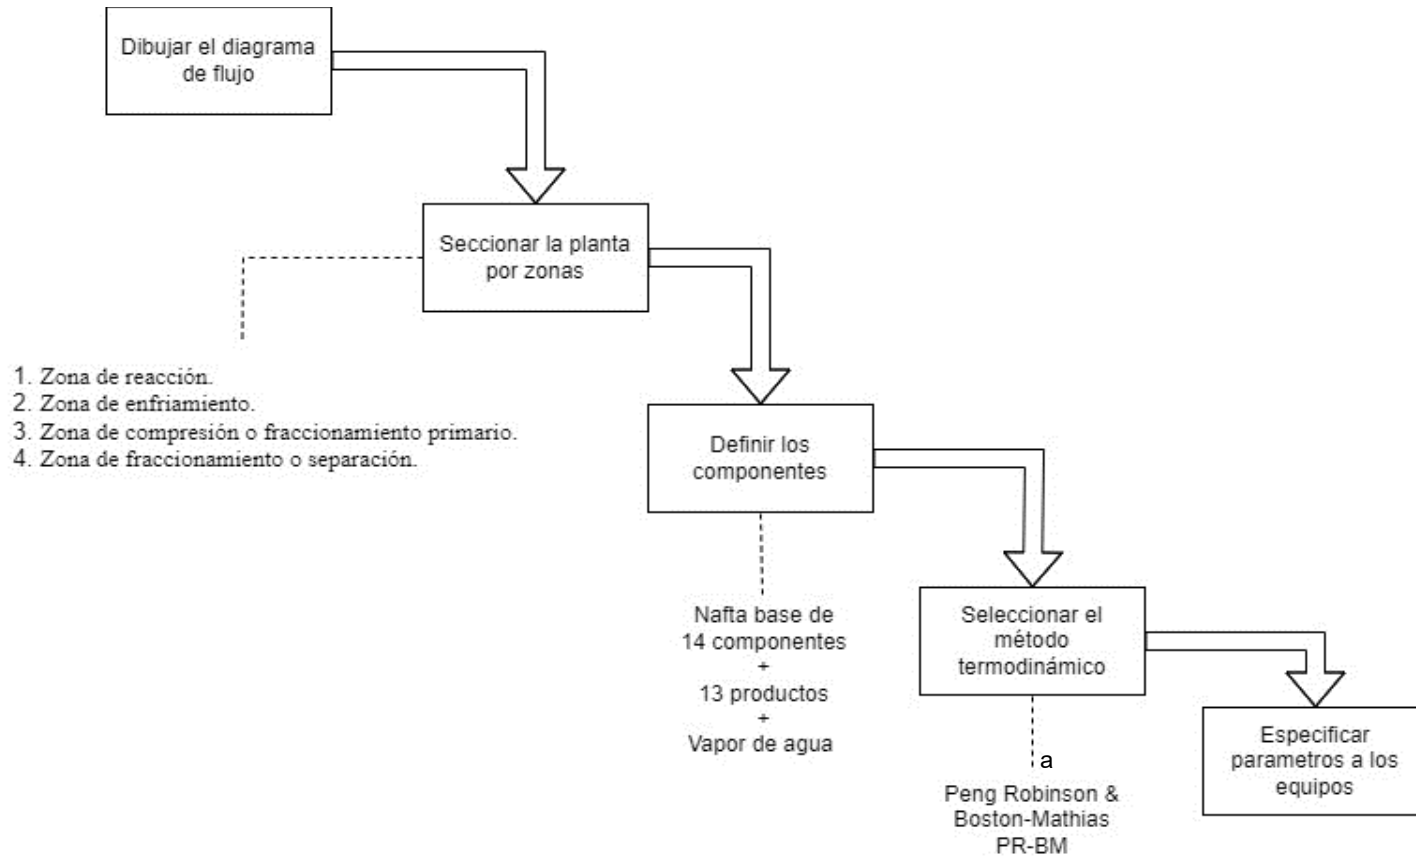 Dibujar el diagrama
de flujo
Seccionar la planta
por zonas
1. Zona de reacción.
2. Zona de enfriamiento.
3. Zona de compresión o fraccionamiento primario.
4. Zona de fraccionamiento o separación.
Definir los
componentes
Nafta base de
14 componentes
+
13 productos
+
Vapor de agua
Seleccionar el
método
termodinámico
a
Peng Robinson &
Boston-Mathias
PR-BM
Especificar
parametros a los
equipos